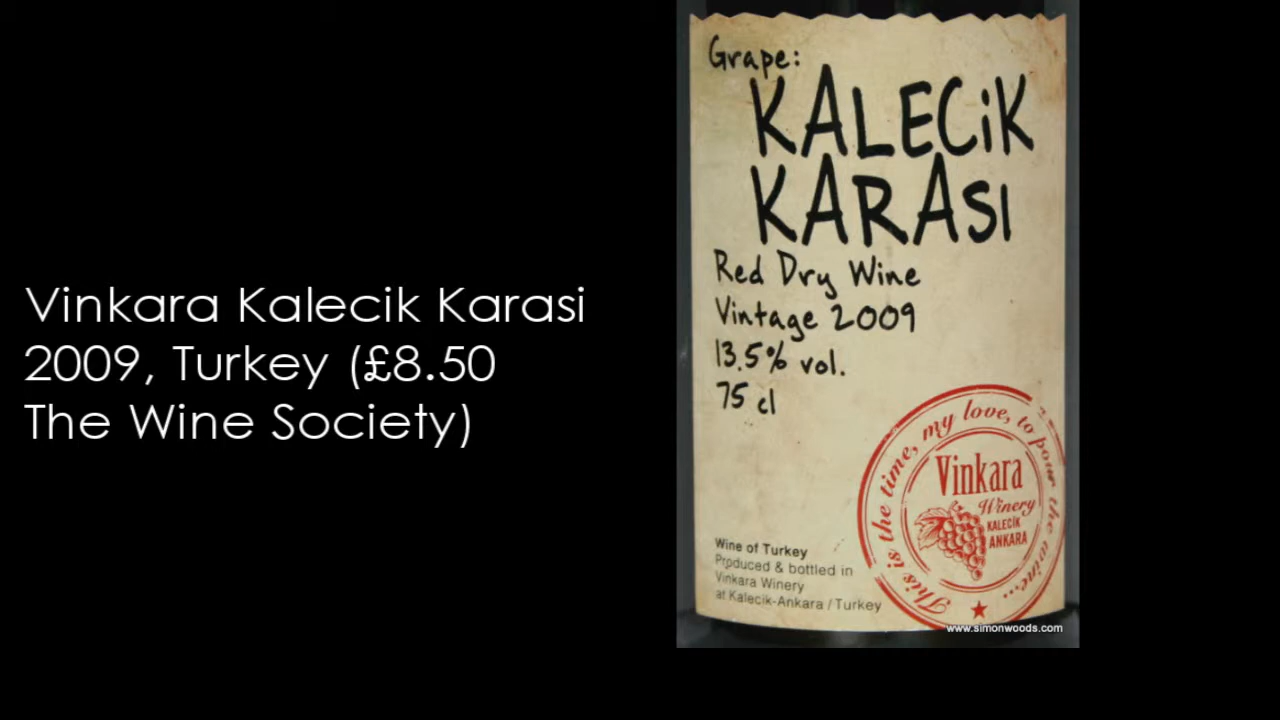 Vinkara Kalecik Karasi
2009, Turkey (£8.50
The Wine Society)
Grape:
KALECiK
KARASI
Red Dry Wine
Vintage 2009
13.5% vol.
75 cl
This is the time, my love, to pour the wine...
Vinkara
Winery
KALECİK
ANKARA
Wine of Turkey
Produced & bottled in
Vinkara Winery
at Kalecik-Ankara / Turkey
www.simonwoods.com